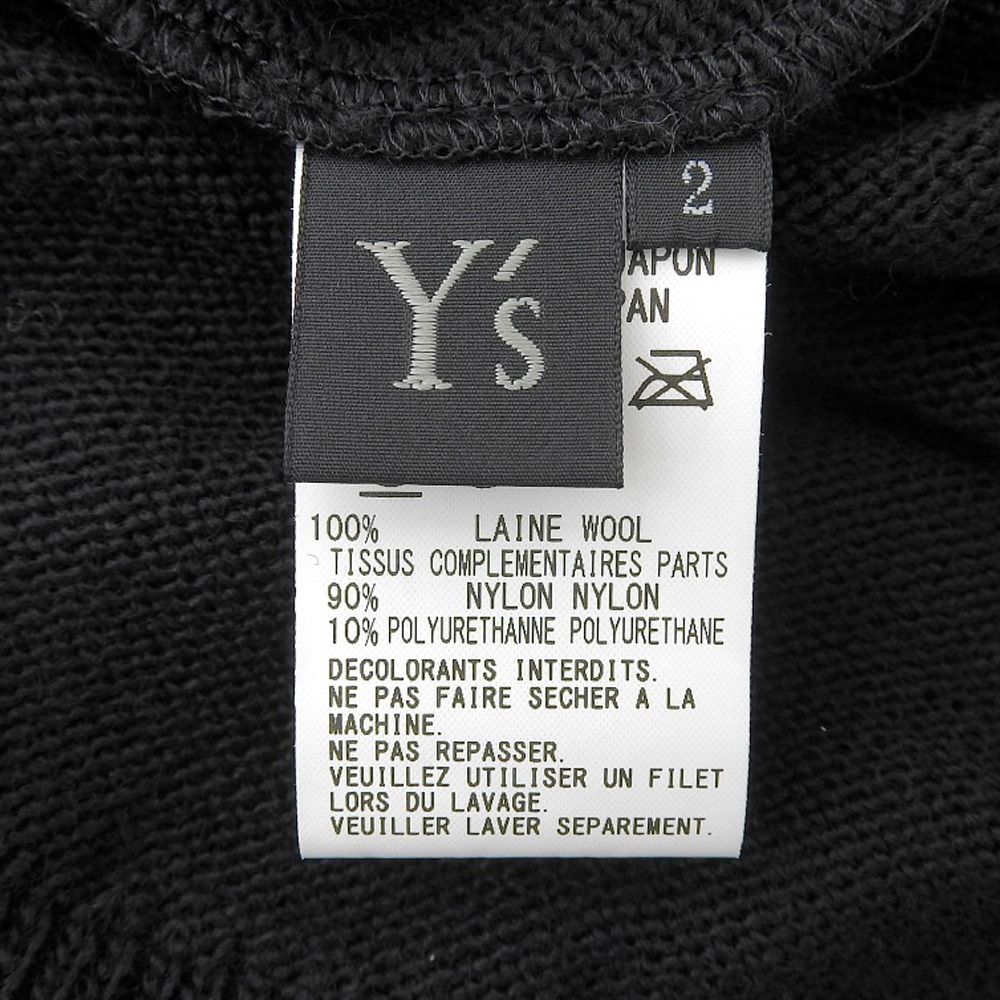 Y's
2
APON
PAN
100% LAINE WOOL
TISSUS COMPLEMENTAIRES PARTS
90% NYLON NYLON
10% POLYURETHANNE POLYURETHANE
DECOLORANTS INTERDITS.
NE PAS FAIRE SECHER A LA
MACHINE.
NE PAS REPASSER.
VEUILLEZ UTILISER UN FILET
LORS DU LAVAGE.
VEUILLER LAVER SEPAREMENT.